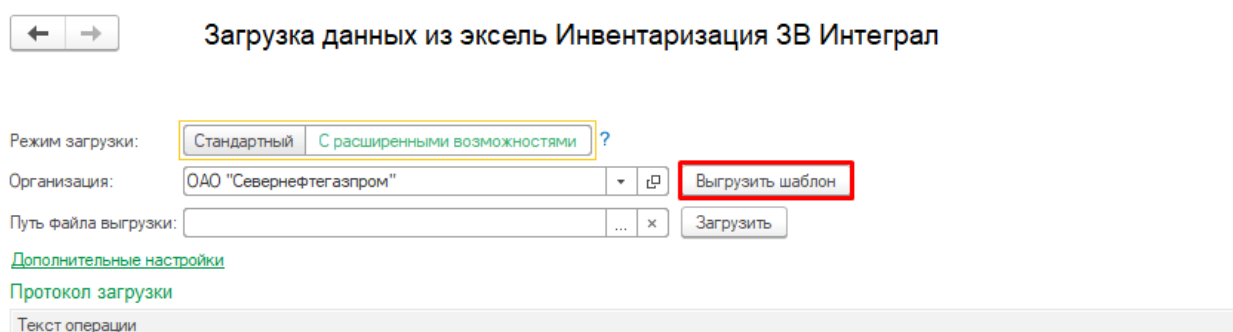 Загрузка данных из эксель Инвентаризация ЗВ Интеграл
Режим загрузки: Стандартный С расширенными возможностями ?
Организация: ОАО "Севернефтегазпром" Выгрузить шаблон
Путь файла выгрузки: ... × Загрузить
Дополнительные настройки
Протокол загрузки
Текст операции